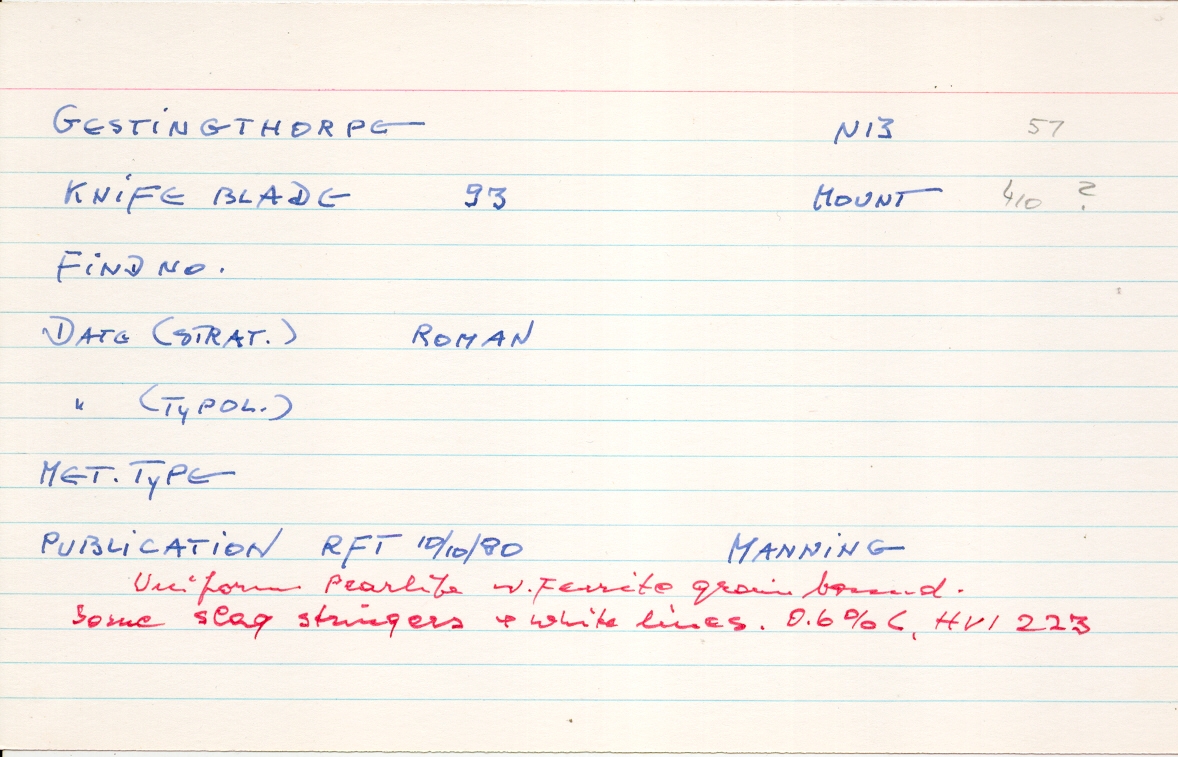 GESTINGTHORPE N13 57
KNIFE BLADE 93 MOUNT 410 ?
FIND NO.
DATE (STRAT.) ROMAN
" (TYPOL.)
MET. TYPE
PUBLICATION RFT 10/10/80 MANNING
Uniform Pearlite w. Ferrite grain bound.
Some slag stringers + white lines. 0.6%C, HV1 223